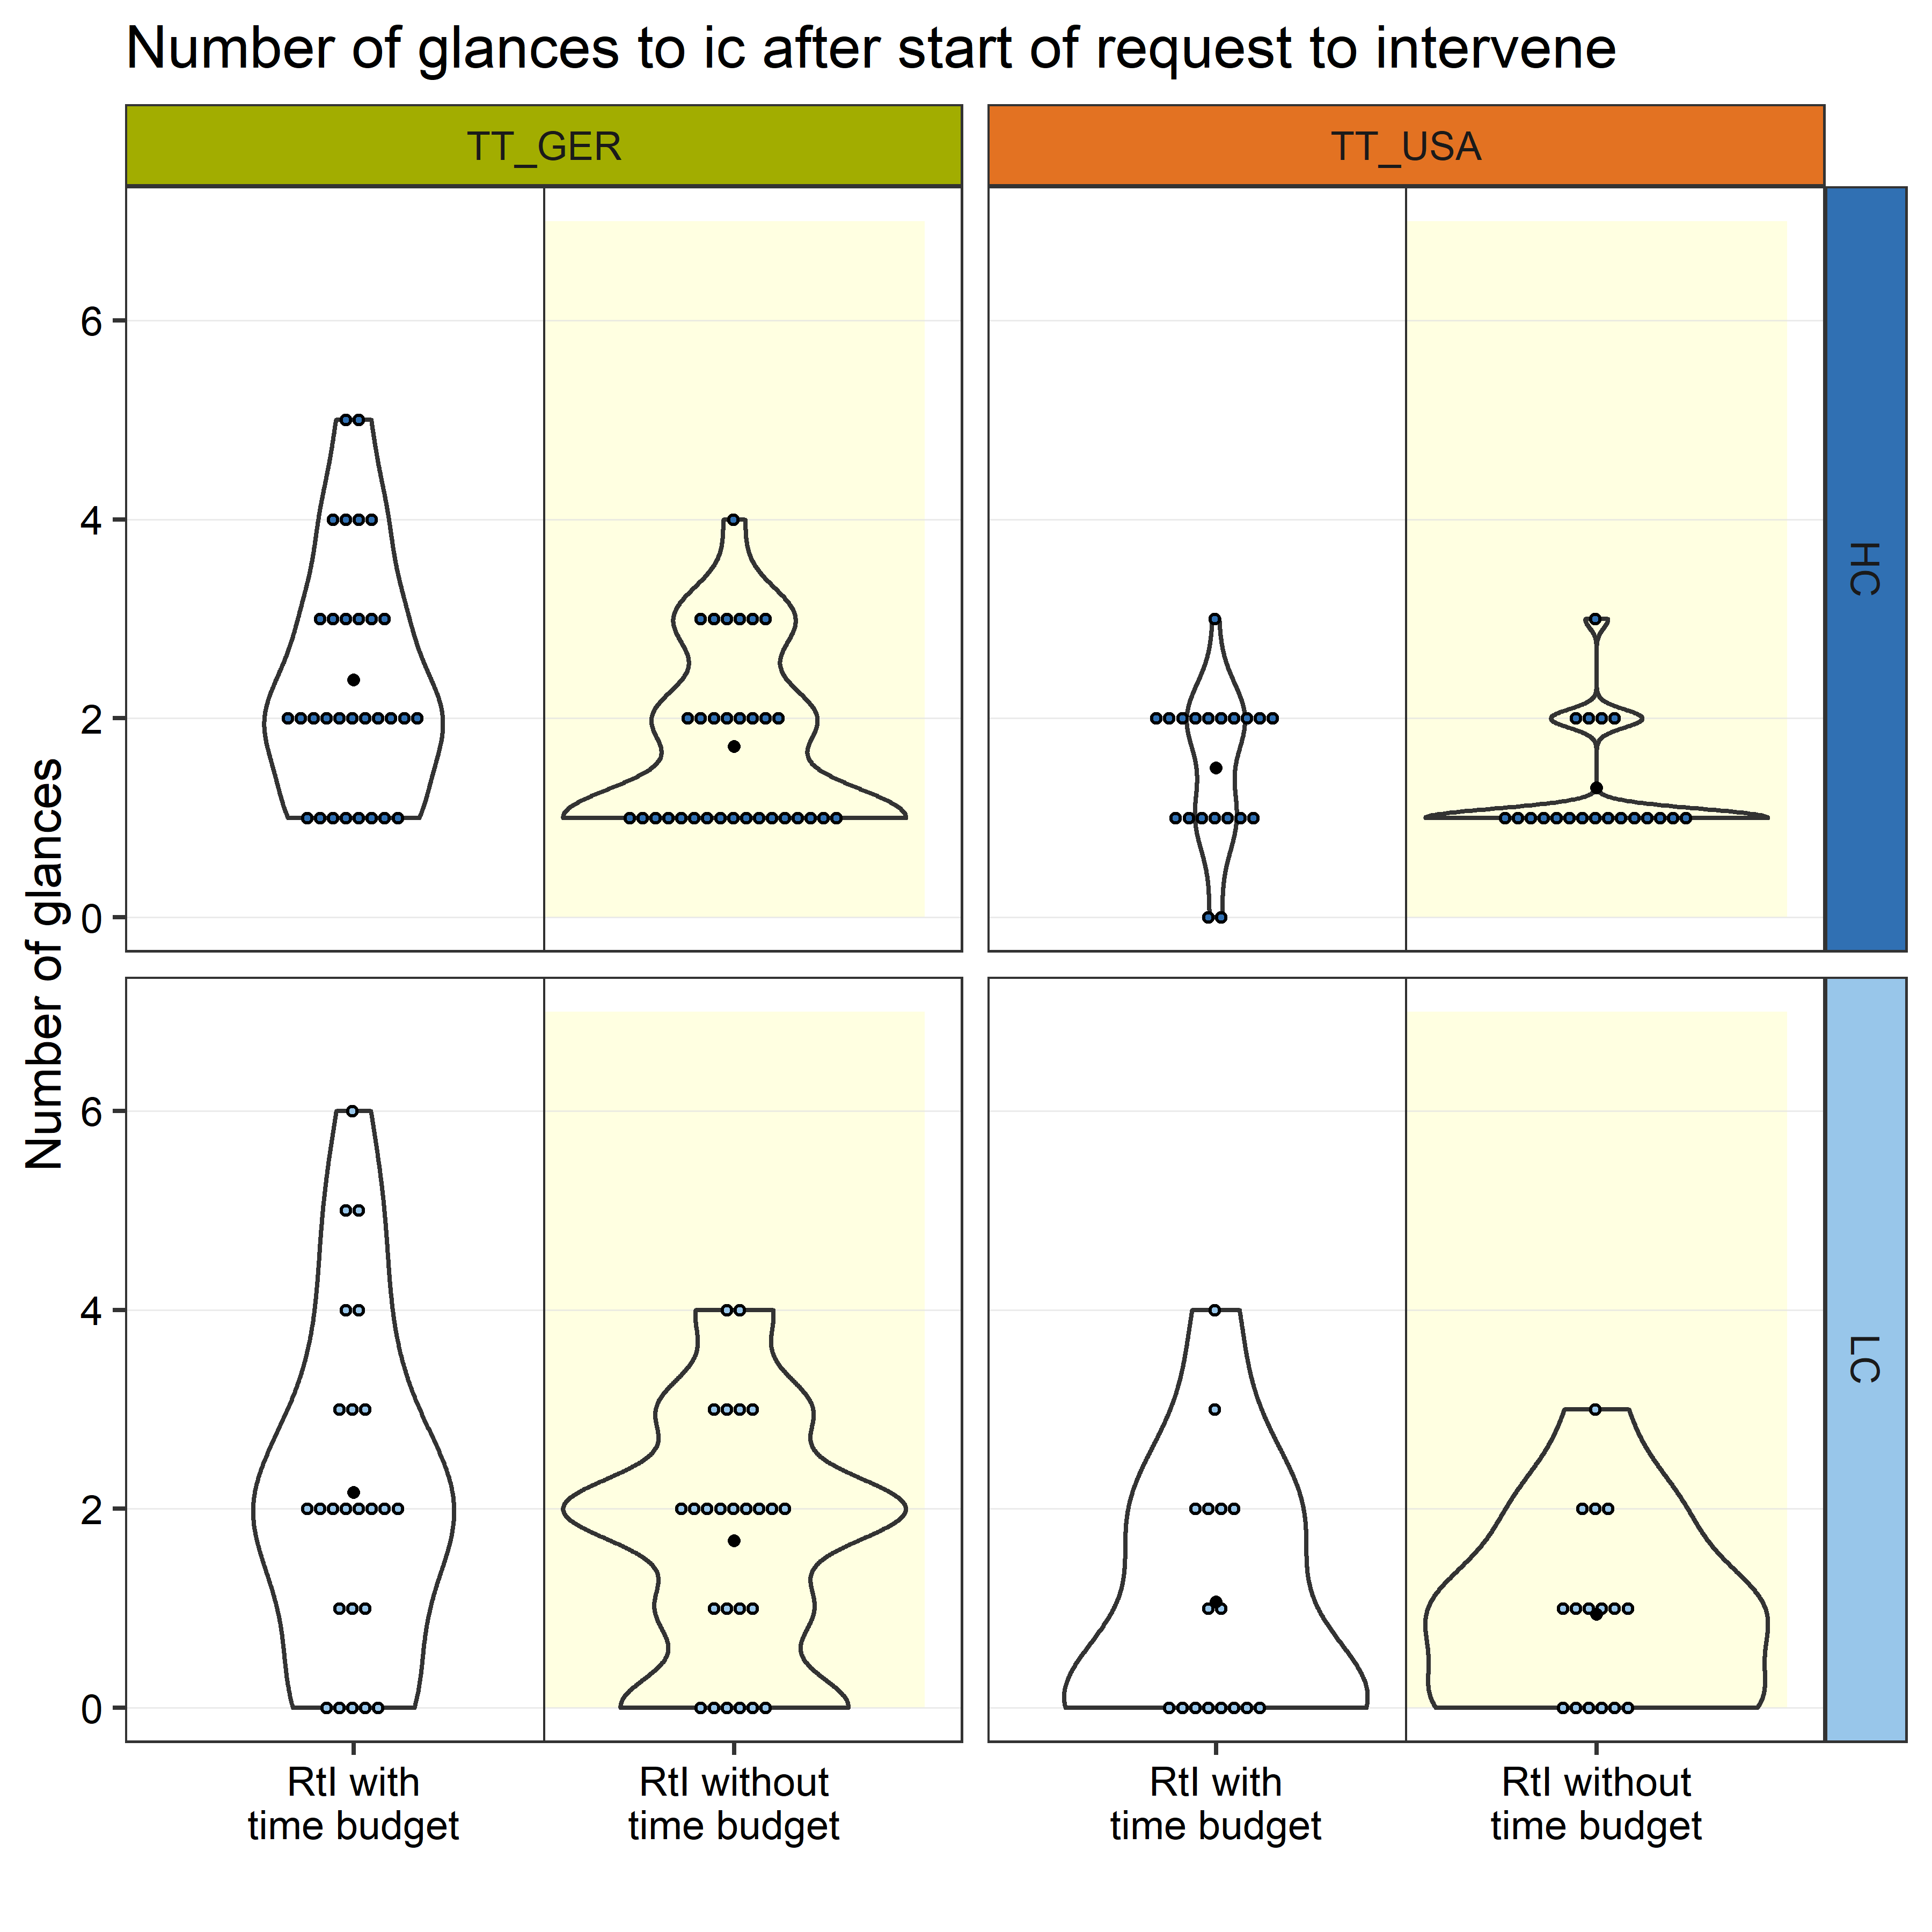 Number of glances to ic after start of request to intervene
TT_GER
TT_USA
Number of glances
6
4
2
0
HC
6
4
2
0
LC
RtI with
time budget
RtI without
time budget
RtI with
time budget
RtI without
time budget